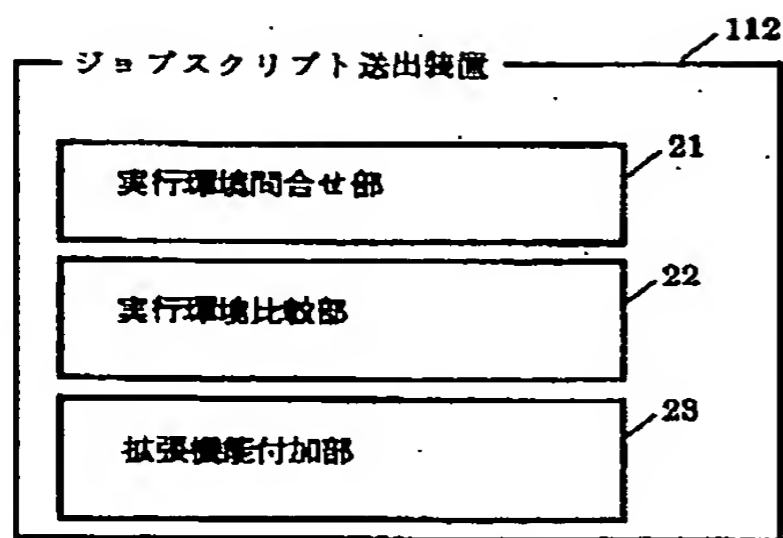 112
ジョブスクリプト送出装置
21
実行環境問合せ部
22
実行環境比較部
23
拡張機能付加部